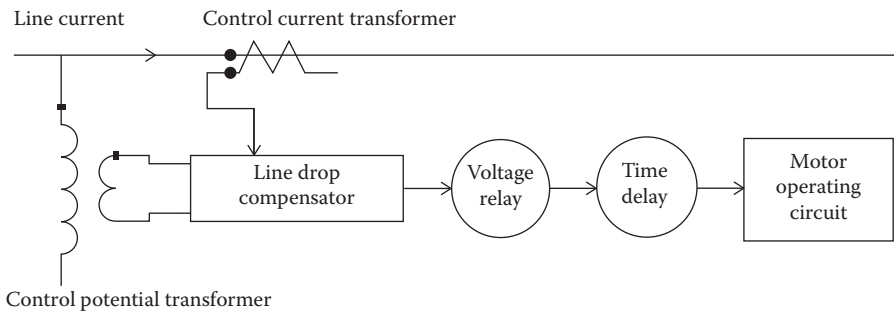 Line current
Control current transformer
Line drop
compensator
Voltage
relay
Time
delay
Motor
operating
circuit
Control potential transformer